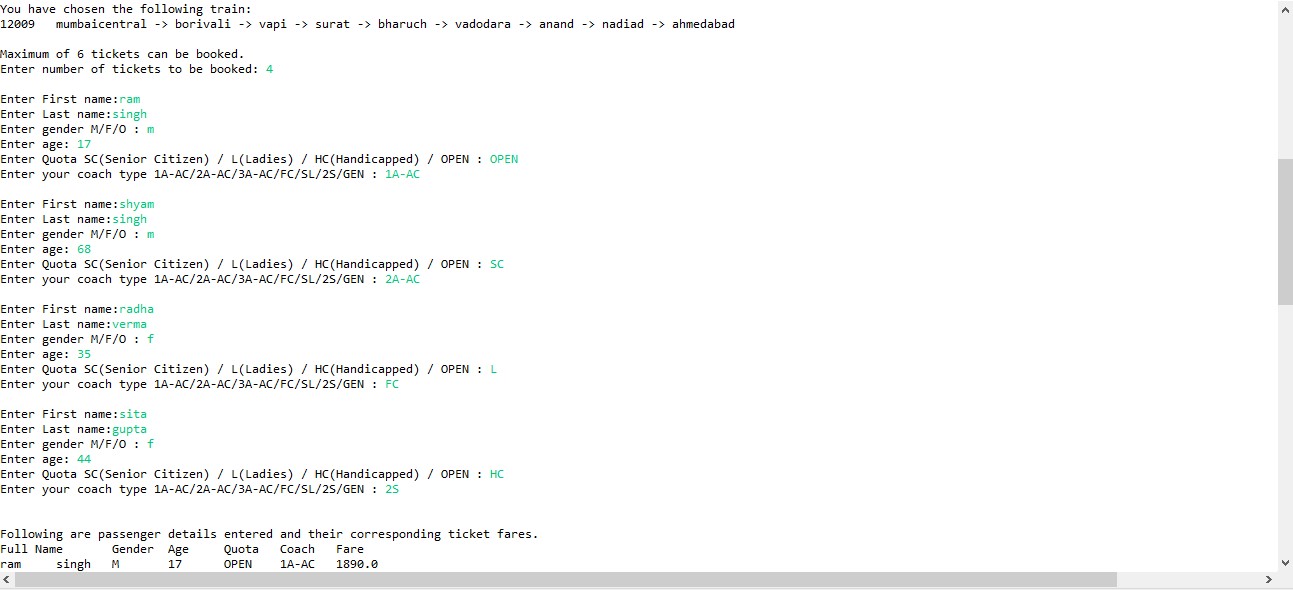 You have chosen the following train:
12009   mumbaicentral -> borivali -> vapi -> surat -> bharuch -> vadodara -> anand -> nadiad -> ahmedabad
Maximum of 6 tickets can be booked.
Enter number of tickets to be booked: 4
Enter First name:ram
Enter Last name:singh
Enter gender M/F/O : m
Enter age: 17
Enter Quota SC(Senior Citizen) / L(Ladies) / HC(Handicapped) / OPEN : OPEN
Enter your coach type 1A-AC/2A-AC/3A-AC/FC/SL/2S/GEN : 1A-AC
Enter First name:shyam
Enter Last name:singh
Enter gender M/F/O : m
Enter age: 68
Enter Quota SC(Senior Citizen) / L(Ladies) / HC(Handicapped) / OPEN : SC
Enter your coach type 1A-AC/2A-AC/3A-AC/FC/SL/2S/GEN : 2A-AC
Enter First name:radha
Enter Last name:verma
Enter gender M/F/O : f
Enter age: 35
Enter Quota SC(Senior Citizen) / L(Ladies) / HC(Handicapped) / OPEN : L
Enter your coach type 1A-AC/2A-AC/3A-AC/FC/SL/2S/GEN : FC
Enter First name:sita
Enter Last name:gupta
Enter gender M/F/O : f
Enter age: 44
Enter Quota SC(Senior Citizen) / L(Ladies) / HC(Handicapped) / OPEN : HC
Enter your coach type 1A-AC/2A-AC/3A-AC/FC/SL/2S/GEN : 2S
Following are passenger details entered and their corresponding ticket fares.
Full Name       Gender  Age     Quota   Coach   Fare
ram     singh   M       17      OPEN    1A-AC   1890.0